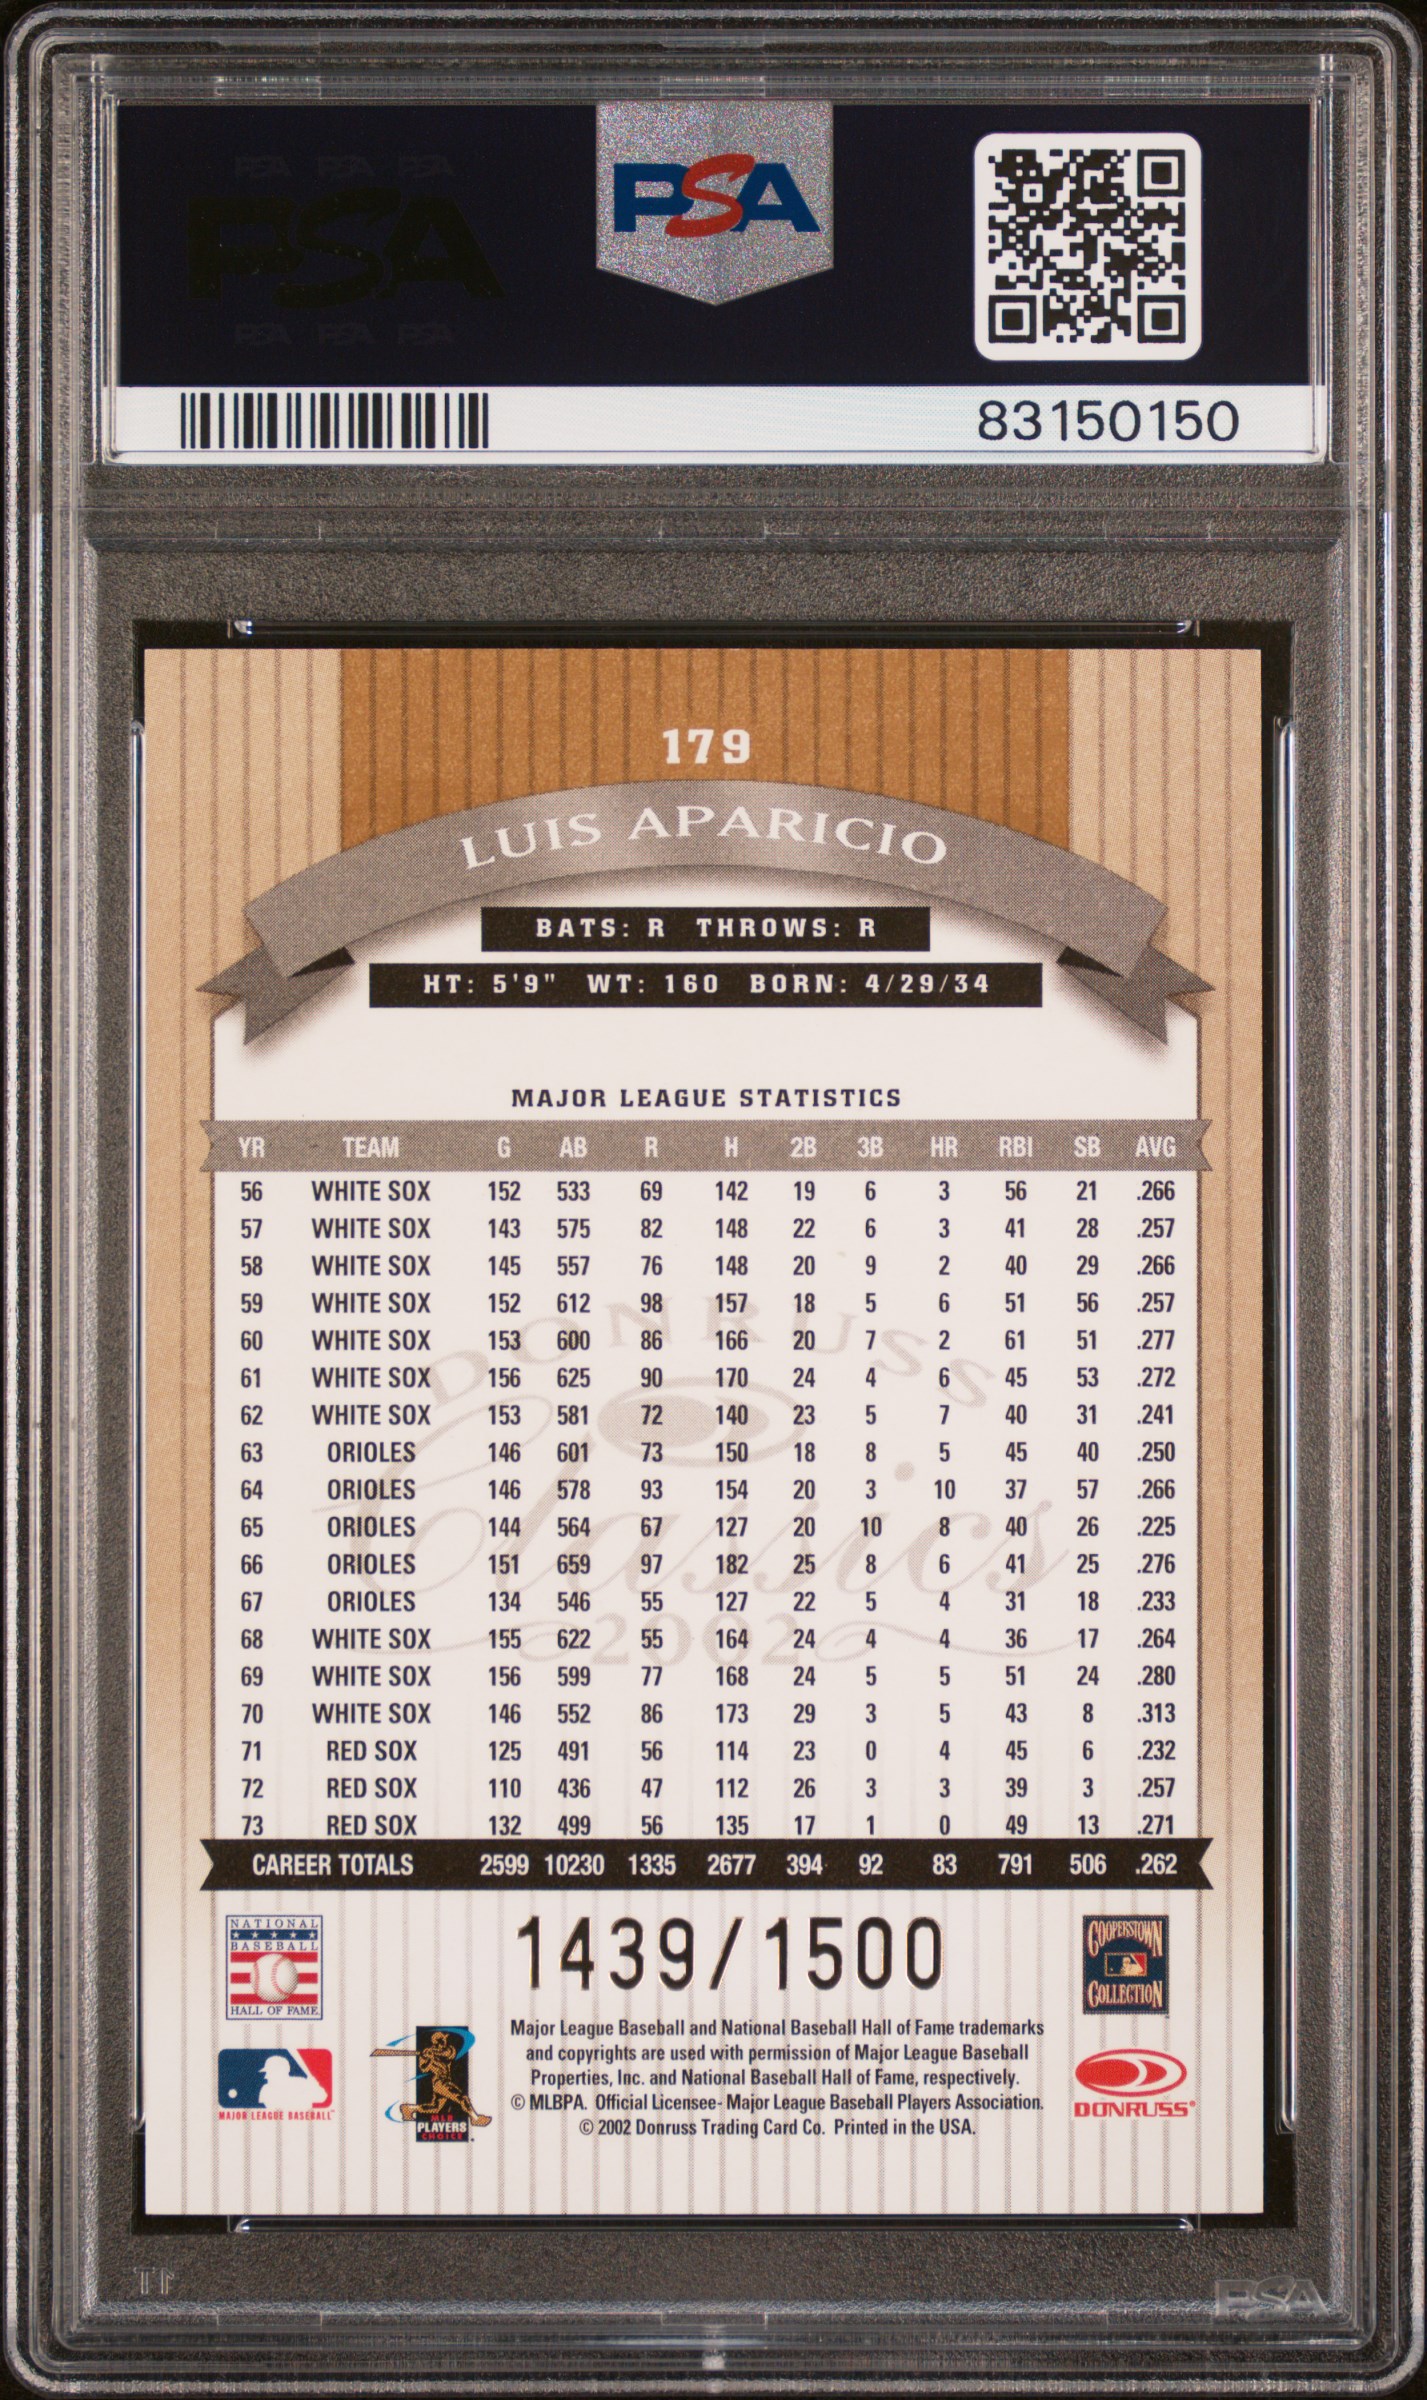 PSA PSA PSA
PSA
PSA PSA PSA
PSA
83150150
179
LUIS APARICIO
BATS: R THROWS: R
HT: 5'9" WT: 160 BORN: 4/29/34
MAJOR LEAGUE STATISTICS
YR TEAM G AB R H 2B 3B HR RBI SB AVG
56 WHITE SOX 152 533 69 142 19 6 3 56 21 .266
57 WHITE SOX 143 575 82 148 22 6 3 41 28 .257
58 WHITE SOX 145 557 76 148 20 9 2 40 29 .266
59 WHITE SOX 152 612 98 157 18 5 6 51 56 .257
60 WHITE SOX 153 600 86 166 20 7 2 61 51 .277
61 WHITE SOX 156 625 90 170 24 4 6 45 53 .272
62 WHITE SOX 153 581 72 140 23 5 7 40 31 .241
63 ORIOLES 146 601 73 150 18 8 5 45 40 .250
64 ORIOLES 146 578 93 154 20 3 10 37 57 .266
65 ORIOLES 144 564 67 127 20 10 8 40 26 .225
66 ORIOLES 151 659 97 182 25 8 6 41 25 .276
67 ORIOLES 134 546 55 127 22 5 4 31 18 .233
68 WHITE SOX 155 622 55 164 24 4 4 36 17 .264
69 WHITE SOX 156 599 77 168 24 5 5 51 24 .280
70 WHITE SOX 146 552 86 173 29 3 5 43 8 .313
71 RED SOX 125 491 56 114 23 0 4 45 6 .232
72 RED SOX 110 436 47 112 26 3 3 39 3 .257
73 RED SOX 132 499 56 135 17 1 0 49 13 .271
CAREER TOTALS 2599 10230 1335 2677 394 92 83 791 506 .262
DONRUSS
Classics
2002
NATIONAL
BASEBALL
HALL OF FAME
1439/1500
COOPERSTOWN
COLLECTION
MAJOR LEAGUE BASEBALL
MLB
PLAYERS
CHOICE
Major League Baseball and National Baseball Hall of Fame trademarks
and copyrights are used with permission of Major League Baseball
Properties, Inc. and National Baseball Hall of Fame, respectively.
© MLBPA. Official Licensee- Major League Baseball Players Association.
© 2002 Donruss Trading Card Co. Printed in the USA.
DONRUSS®
PSA